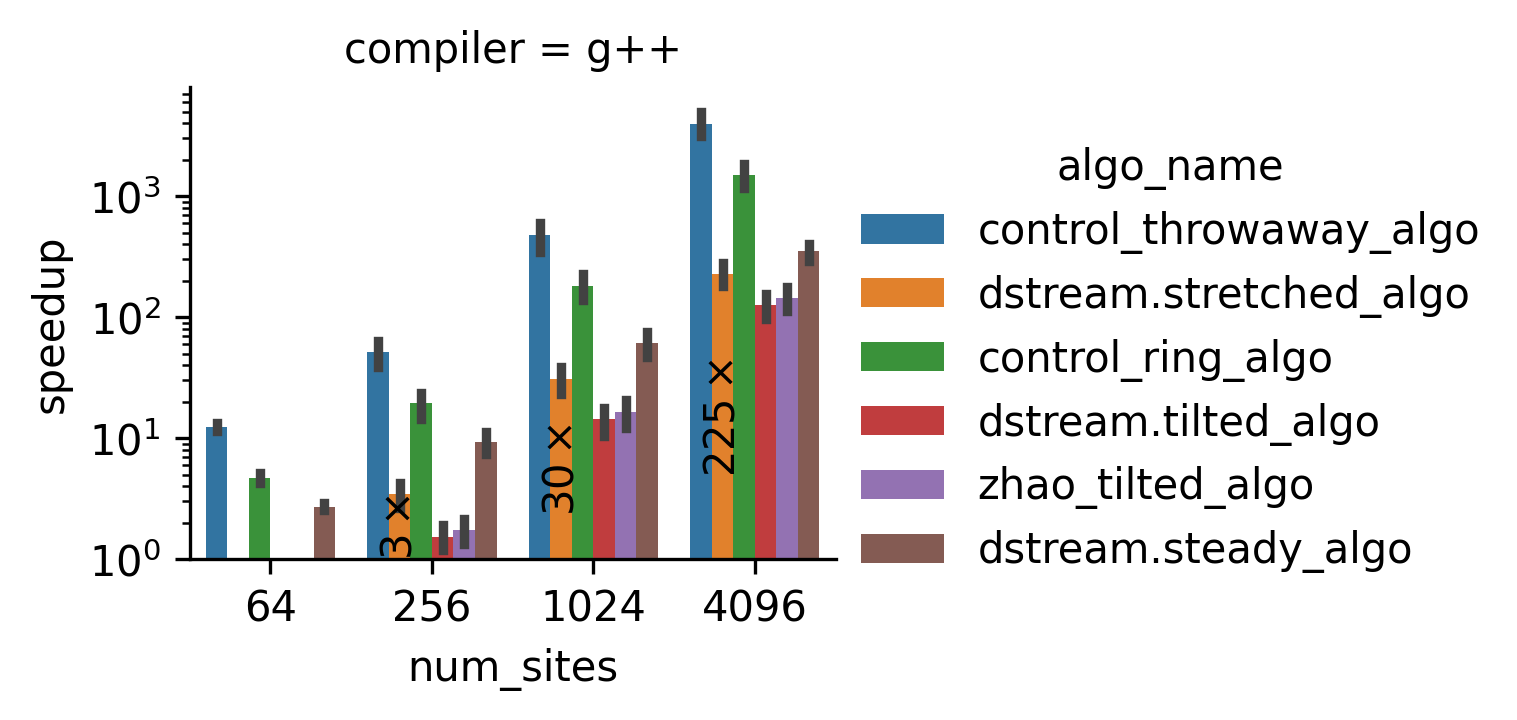 compiler = g++
speedup
10³
10²
10¹
10⁰
3 ×
30 ×
225 ×
64 256 1024 4096
num_sites
algo_name
control_throwaway_algo
dstream.stretched_algo
control_ring_algo
dstream.tilted_algo
zhao_tilted_algo
dstream.steady_algo